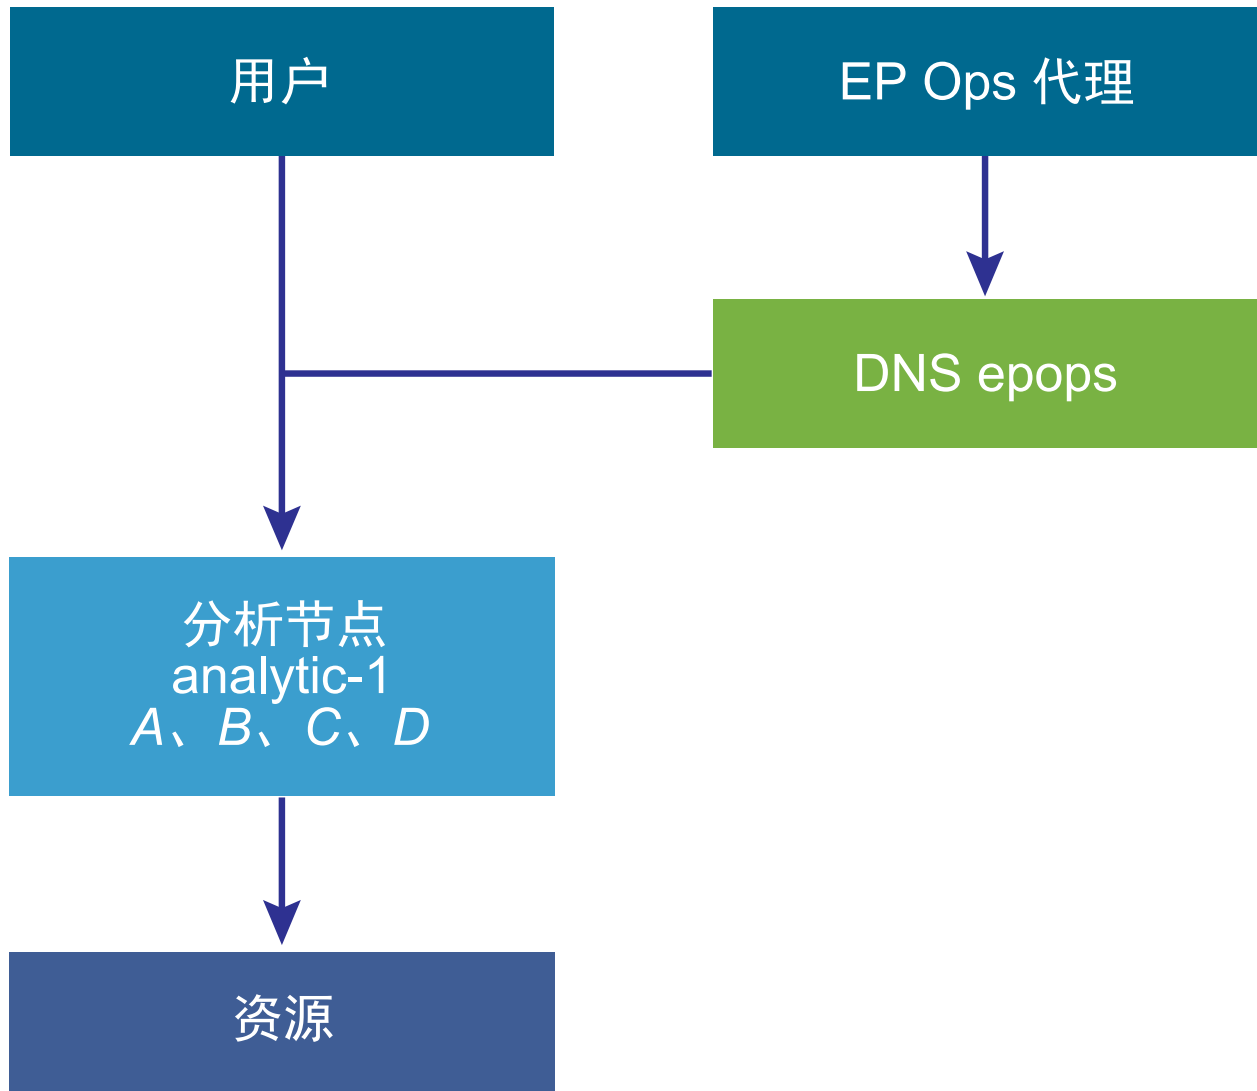 用户
EP Ops 代理
DNS epops
分析节点
analytic-1
A、B、C、D
资源